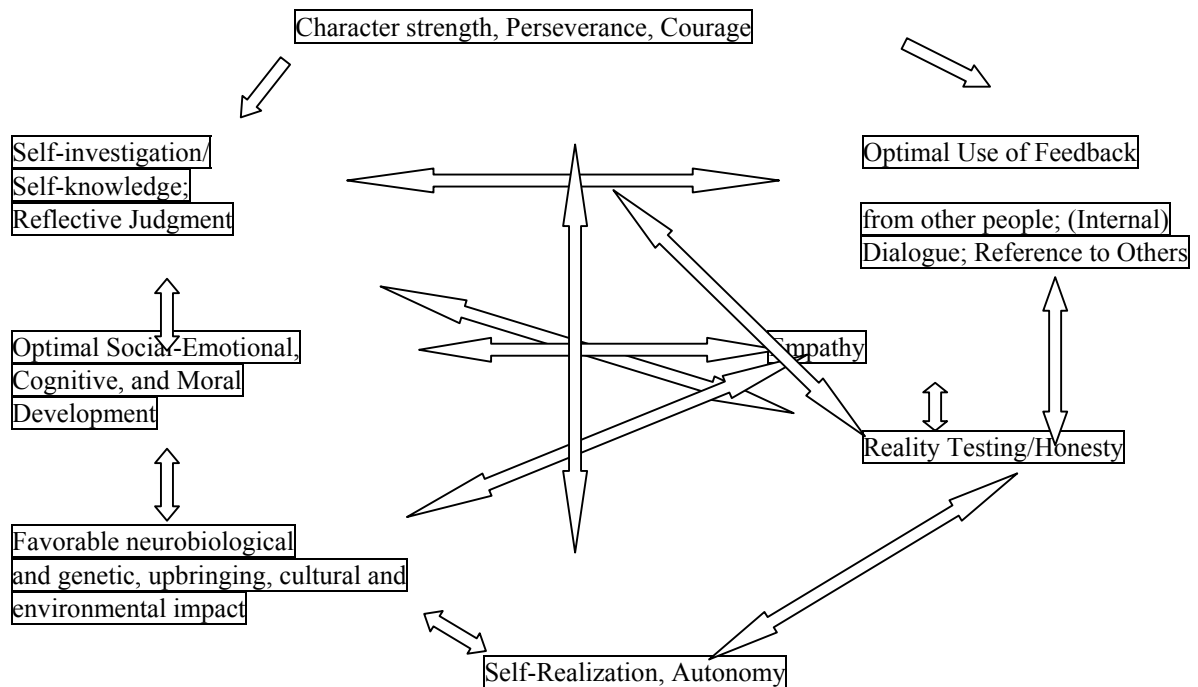 Character strength, Perseverance, Courage
Self-investigation/
Self-knowledge;
Reflective Judgment
Optimal Use of Feedback
from other people; (Internal)
Dialogue; Reference to Others
Optimal Social-Emotional,
Cognitive, and Moral
Development
Empathy
Reality Testing/Honesty
Favorable neurobiological
and genetic, upbringing, cultural and
environmental impact
Self-Realization, Autonomy